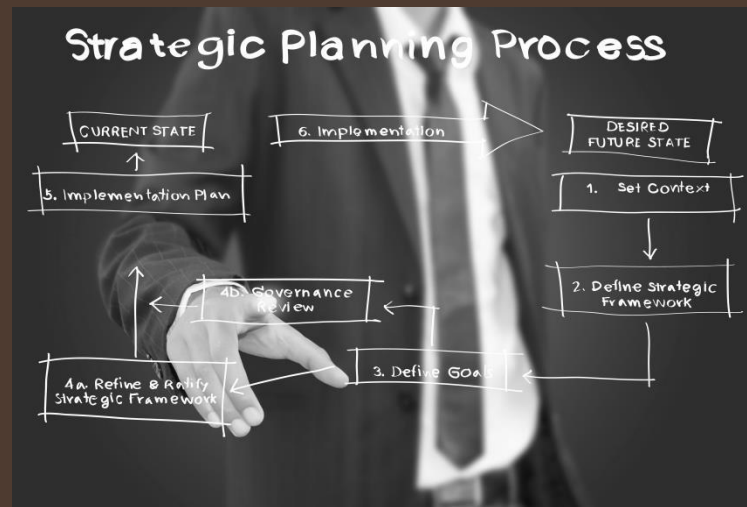 Strategic Planning Process
CURRENT STATE
6. Implementation
DESIRED
FUTURE STATE
5. Implementation Plan
1. Set Context
4b. Governance
Review
2. Define Strategic
Framework
3. Define Goals
4a. Refine & Ratify
Strategic Framework